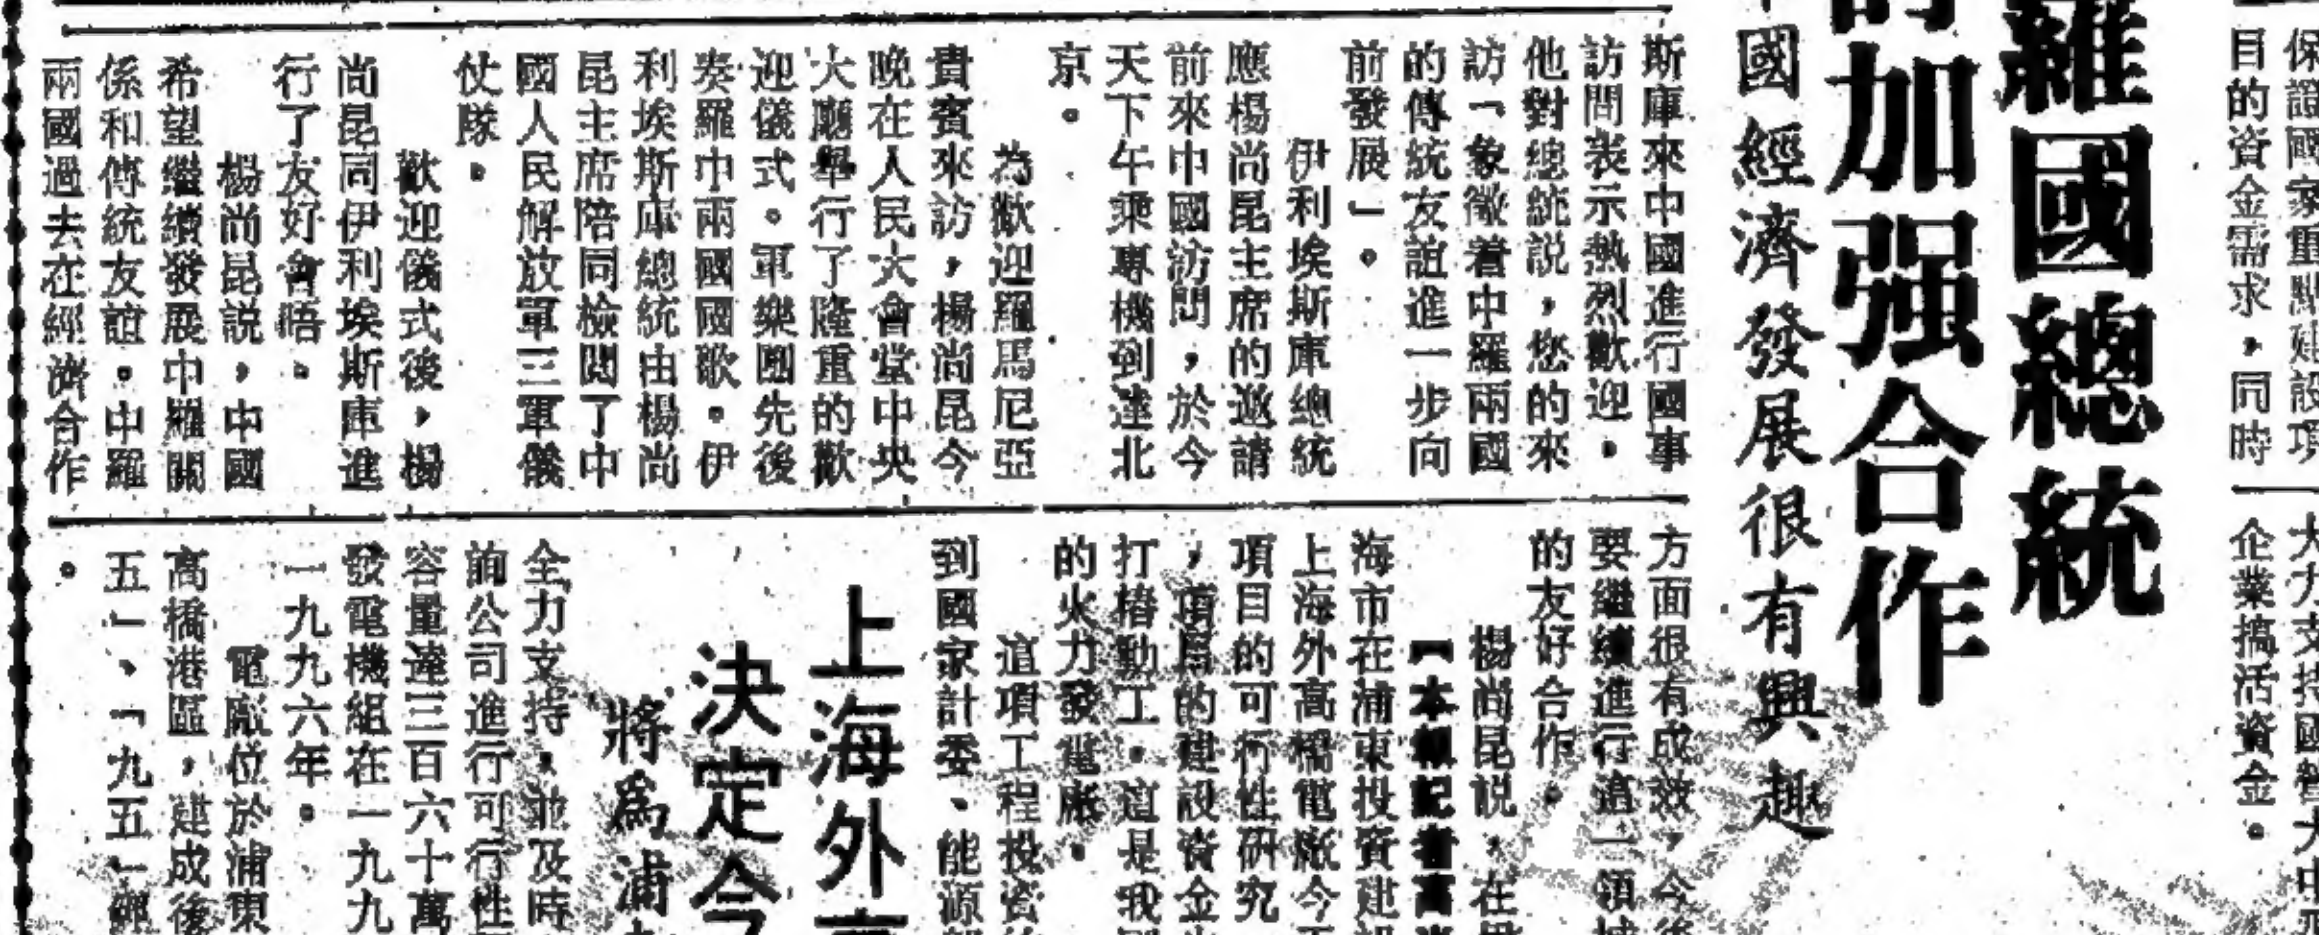 保證國家重點建設項
目的資金需求，同時
大力支持國營大中
企業搞活資金。
羅國總統
加强合作
國經濟發展很有興趣
斯庫來中國進行國事
訪問表示熱烈歡迎。
他對總統説，您的來
訪「象徵着中羅兩國
的傳統友誼進一步向
前發展」。
伊利埃斯庫總統
應楊尚昆主席的邀請
前來中國訪問，於今
天下午乘專機到達北
京。
為歡迎羅馬尼亞
貴賓來訪，楊尚昆今
晚在人民大會堂中央
大廳舉行了隆重的歡
迎儀式。軍樂團先後
奏羅中兩國國歌。伊
利埃斯庫總統由楊尚
昆主席陪同檢閱了中
國人民解放軍三軍儀
仗隊。
歡迎儀式後，楊
尚昆同伊利埃斯庫進
行了友好會晤。
楊尚昆説，中國
希望繼續發展中羅關
係和傳統友誼。中羅
兩國過去在經濟合作
方面很有成效，今後
要繼續進行這一領域
的友好合作。
楊尚昆説，在
【本報記者高
海市在浦東投資建設
上海外高橋電廠今
項目的可行性研究
，項目的建設資金
打樁動工。這是我
的火力發電廠。
這項工程投資
到國家計委、能源部
上海外高
決定今
將爲浦
全力支持，並及時
詢公司進行可行性
容量達三百六十萬
發電機組在一九九
一九九六年。
電廠位於浦東
高橋港區，建成後
五」、「九五」
。